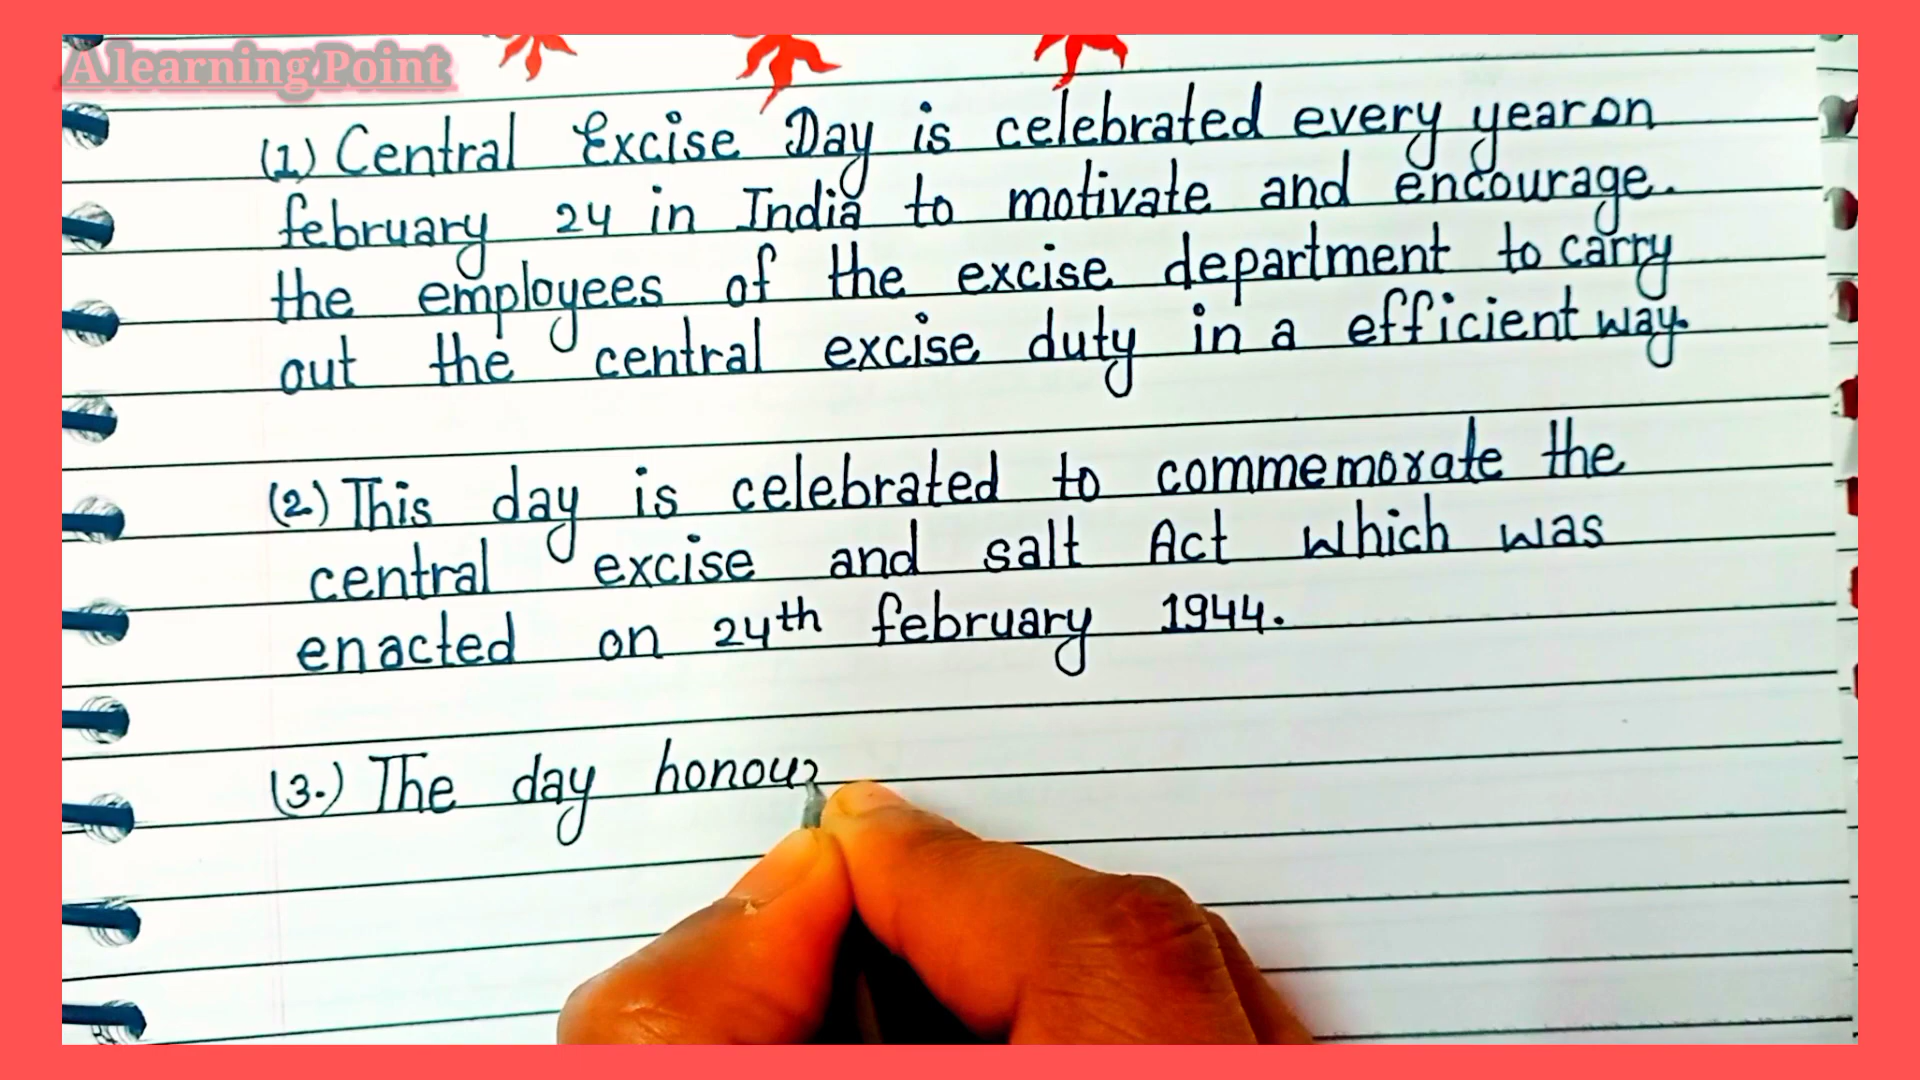 A learning Point
(1) Central Excise Day is celebrated every year on
february 24 in India to motivate and encourage.
the employees of the excise department to carry
out the central excise duty in a efficient way.
(2.) This day is celebrated to commemorate the
central excise and salt Act which was
enacted on 24th february 1944.
(3.) The day honour